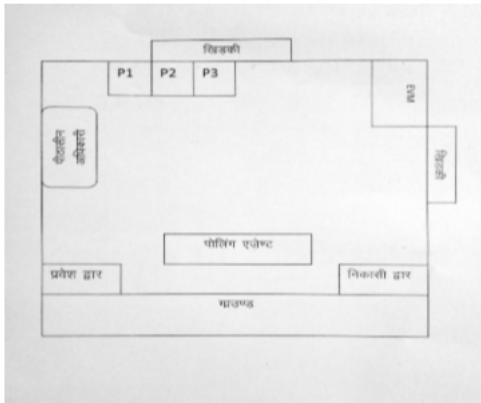 खिड़की
P1 P2 P3
EVM
पीठासीन
अधिकारी
खिड़की
पोलिंग एजेण्ट
प्रवेश द्वार
निकासी द्वार
गाउण्ड